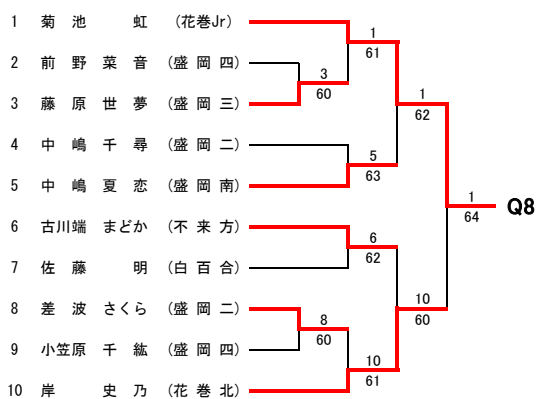 1 菊 池 虹 (花巻Jr)
1
61
2 前 野 菜 音 (盛 岡 四)
3
60
3 藤 原 世 夢 (盛 岡 三)
1
62
4 中 嶋 千 尋 (盛 岡 二)
5
63
5 中 嶋 夏 恋 (盛 岡 南)
1
64
Q8
6 古川端 まどか (不 来 方)
6
62
7 佐 藤 明 (白 百 合)
10
60
8 差 波 さくら (盛 岡 二)
8
60
9 小笠原 千 紘 (盛 岡 四)
10
61
10 岸 史 乃 (花 巻 北)